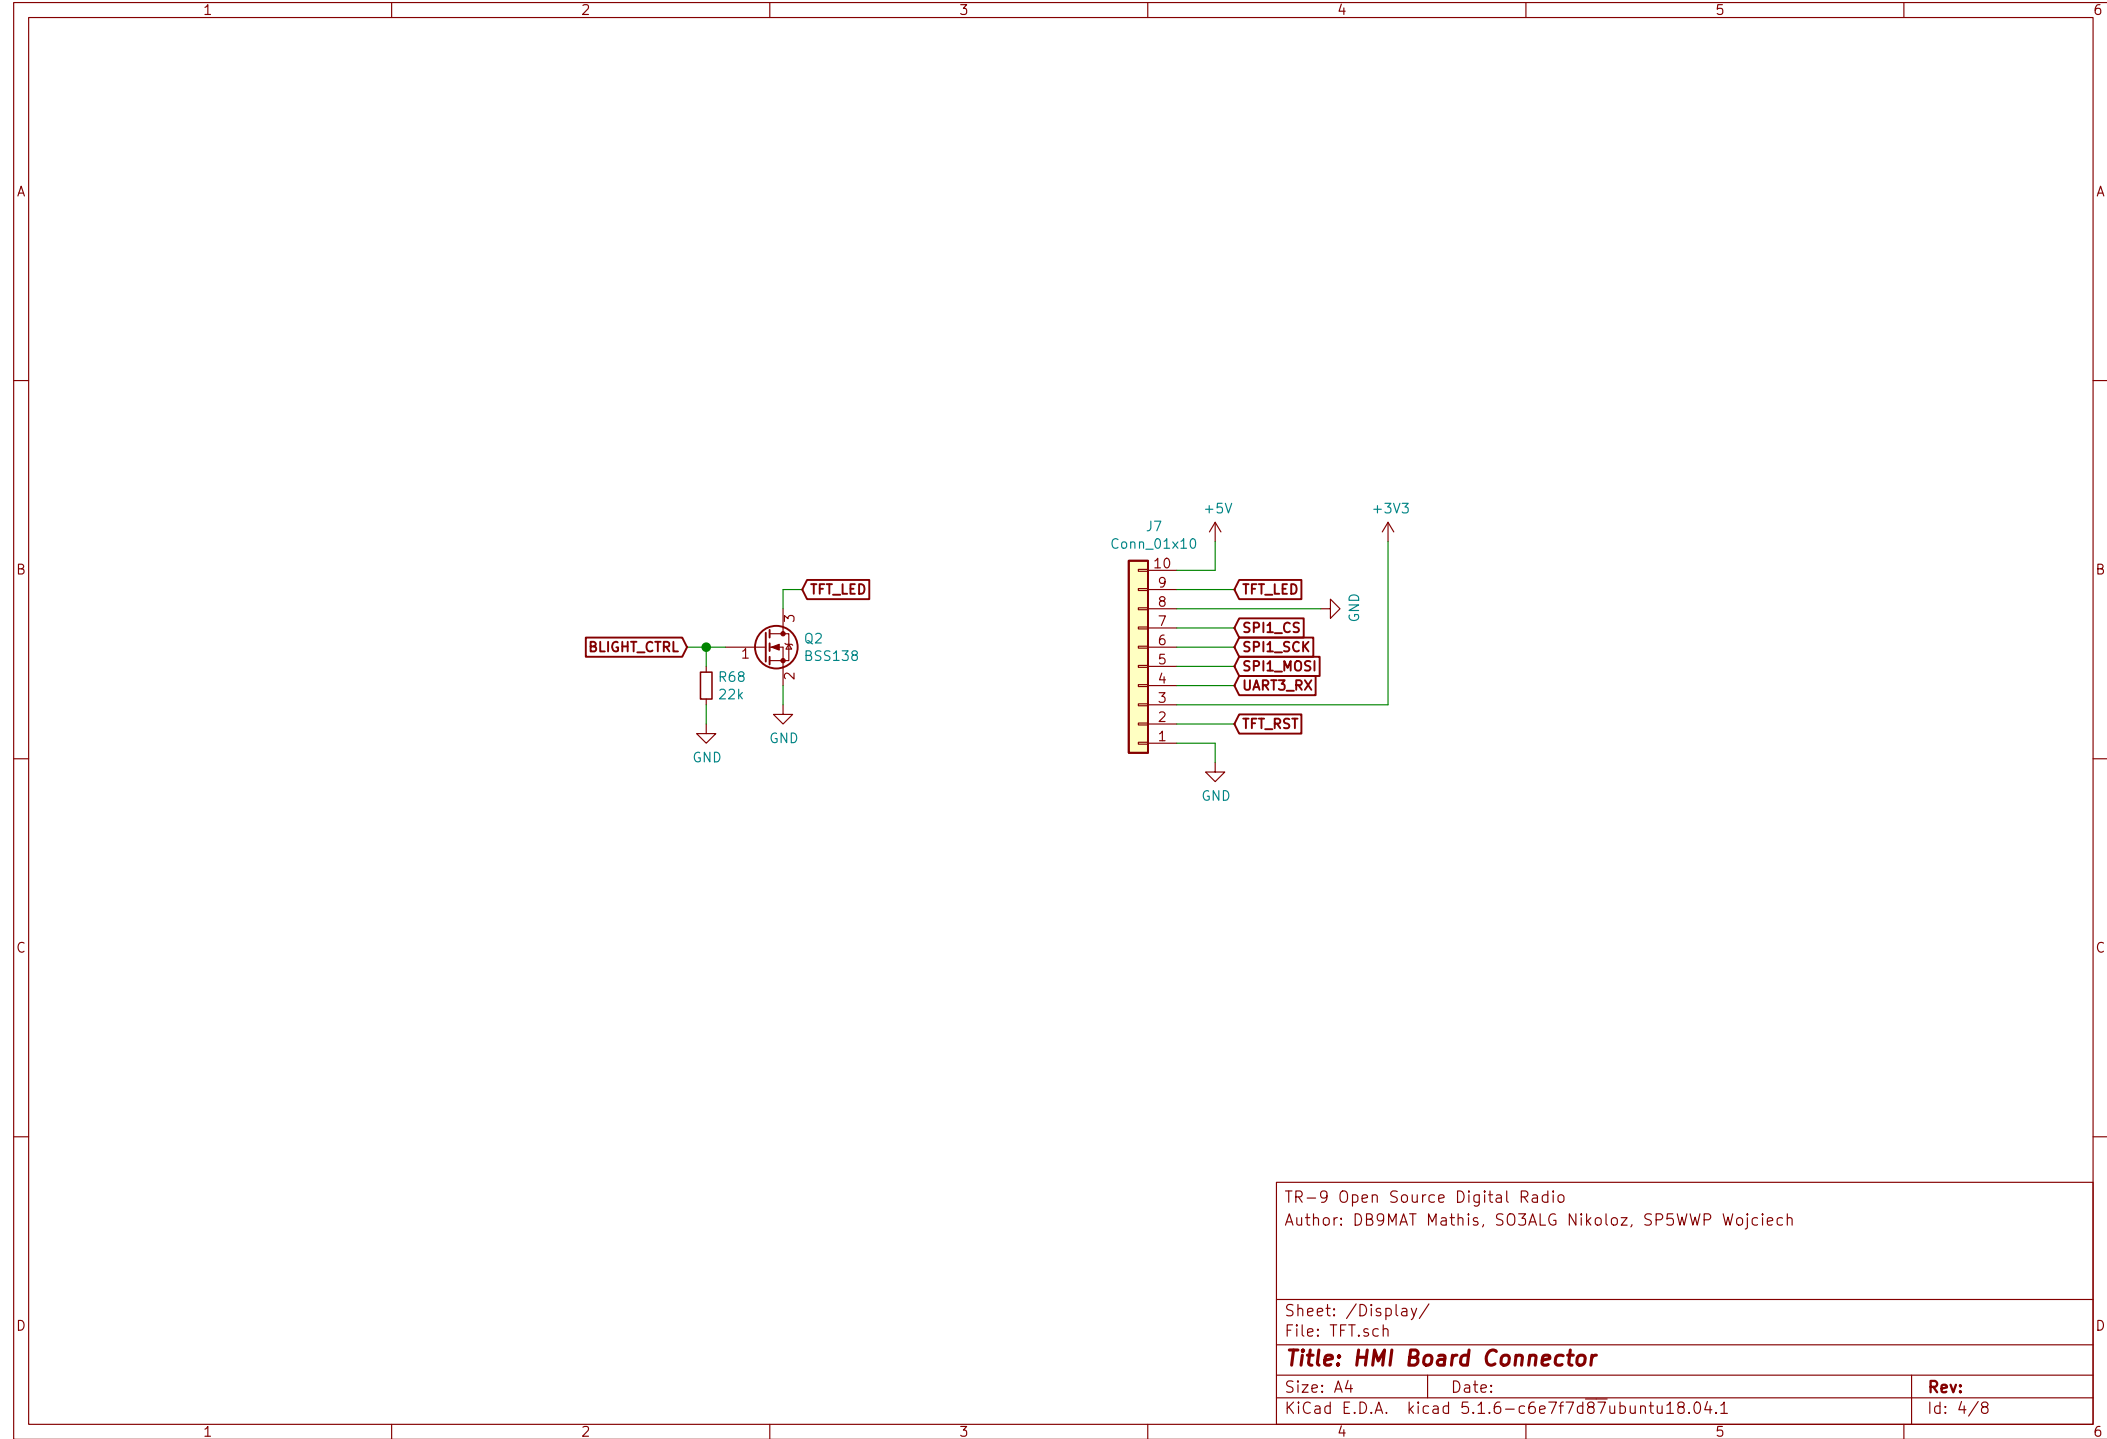 1 2 3 4 5 6
A A
+5V +3V3
J7
Conn_01x10
10
B B
9 TFT_LED
TFT_LED
8 GND
3
7 SPI1_CS
Q2
BLIGHT_CTRL
1
6 SPI1_SCK
BSS138
5 SPI1_MOSI
2
R68
4 UART3_RX
22k
3
2 TFT_RST
GND
1
GND
GND
C C
TR-9 Open Source Digital Radio
Author: DB9MAT Mathis, SO3ALG Nikoloz, SP5WWP Wojciech
Sheet: /Display/
D D
File: TFT.sch
Title: HMI Board Connector
Size: A4 Date: Rev:
KiCad E.D.A. kicad 5.1.6-c6e7f7d87ubuntu18.04.1 Id: 4/8
1 2 3 4 5 6